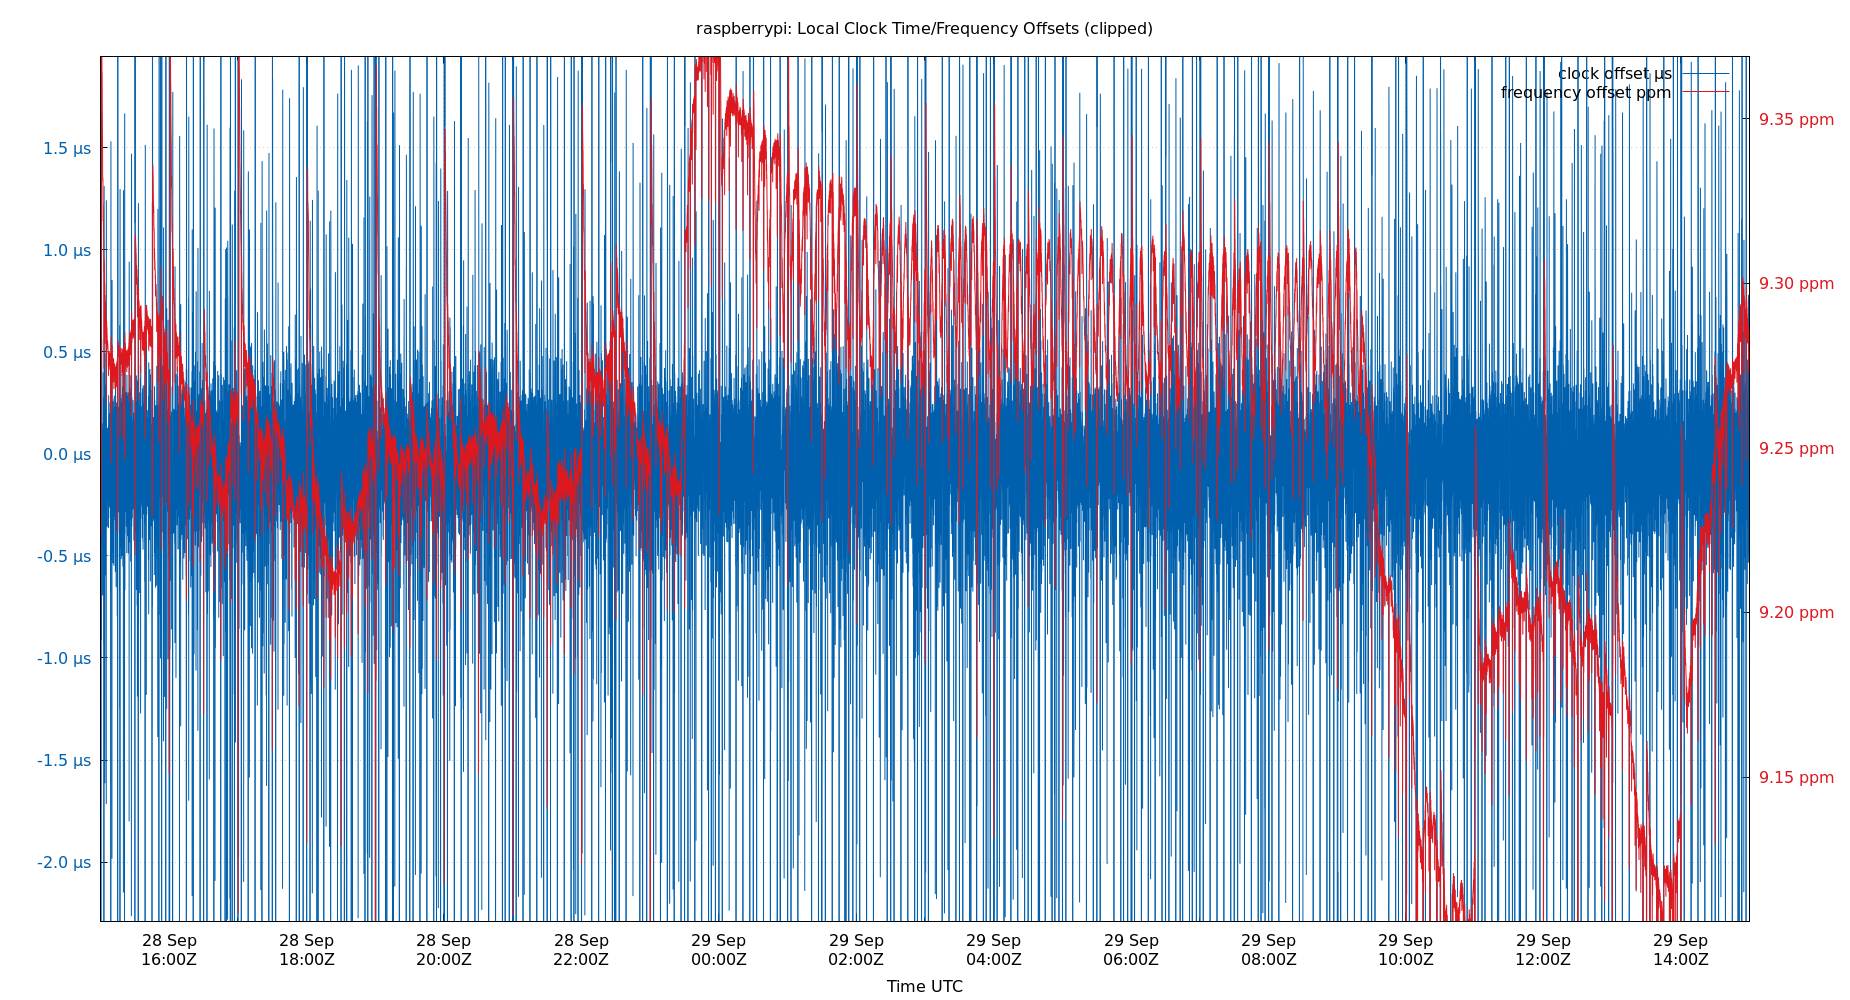 raspberrypi: Local Clock Time/Frequency Offsets (clipped)
clock offset µs
frequency offset ppm
1.5 µs
1.0 µs
0.5 µs
0.0 µs
-0.5 µs
-1.0 µs
-1.5 µs
-2.0 µs
9.35 ppm
9.30 ppm
9.25 ppm
9.20 ppm
9.15 ppm
28 Sep 28 Sep 28 Sep 28 Sep 29 Sep 29 Sep 29 Sep 29 Sep 29 Sep 29 Sep 29 Sep 29 Sep
16:00Z 18:00Z 20:00Z 22:00Z 00:00Z 02:00Z 04:00Z 06:00Z 08:00Z 10:00Z 12:00Z 14:00Z
Time UTC